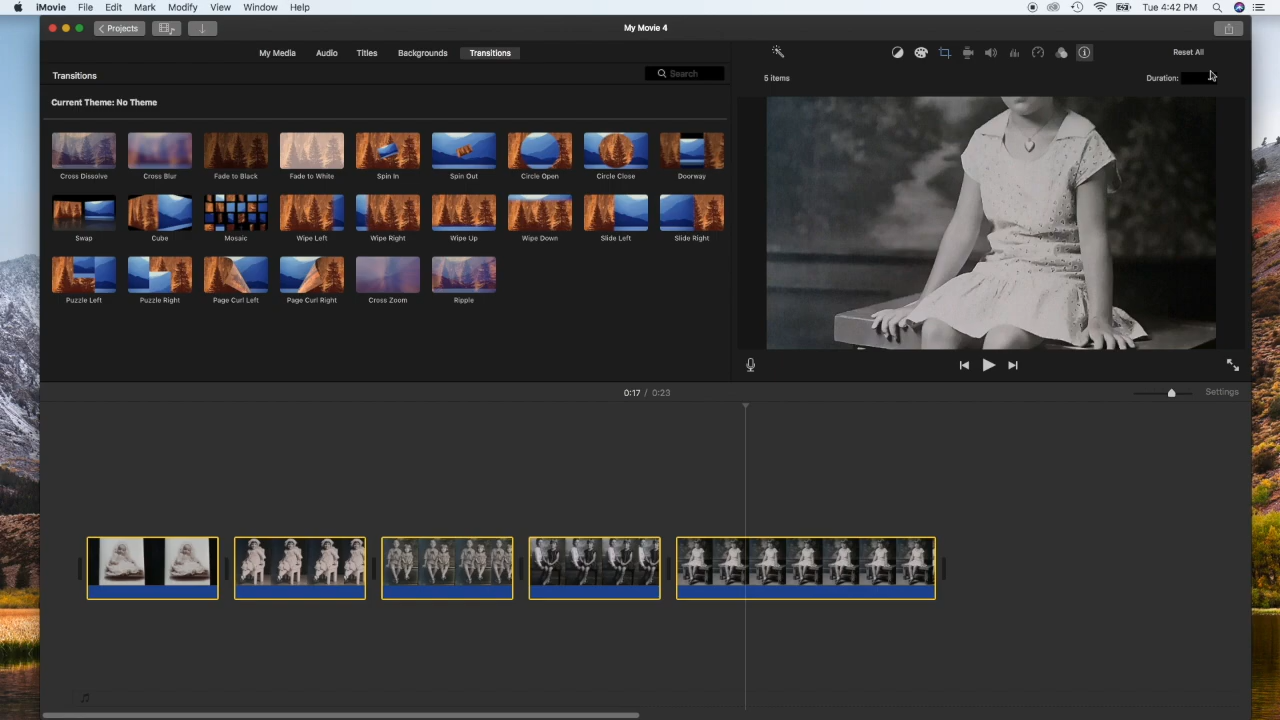 iMovie File Edit Mark Modify View Window Help Tue 4:42 PM
Projects My Movie 4
My Media Audio Titles Backgrounds Transitions Reset All
Transitions Search 5 items Duration:
Current Theme: No Theme
Cross Dissolve Cross Blur Fade to Black Fade to White Spin In Spin Out Circle Open Circle Close Doorway
Swap Cube Mosaic Wipe Left Wipe Right Wipe Up Wipe Down Slide Left Slide Right
Puzzle Left Puzzle Right Page Curl Left Page Curl Right Cross Zoom Ripple
0:17 / 0:23 Settings